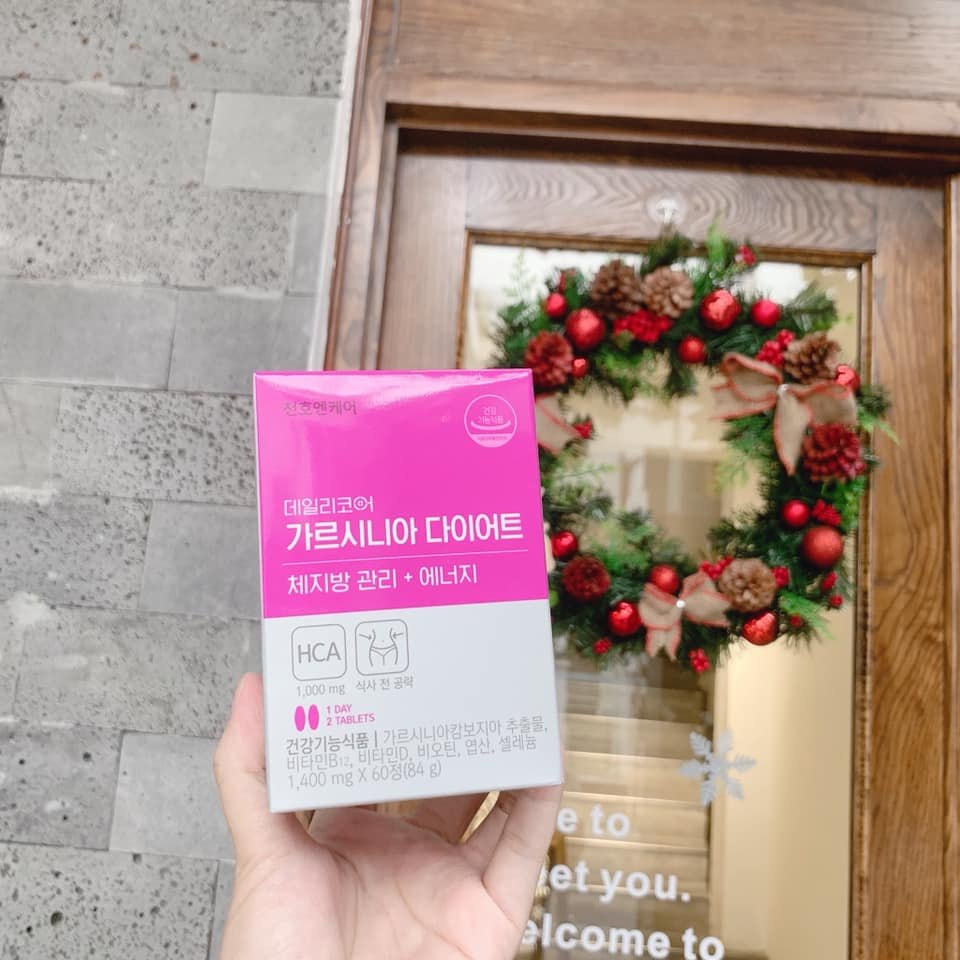 천호엔케어
건강
기능식품
데일리코어
가르시니아 다이어트
체지방 관리 + 에너지
HCA
1,000 mg
식사 전 공략
1 DAY
2 TABLETS
건강기능식품 | 가르시니아캄보지아 추출물,
비타민B12, 비타민D, 비오틴, 엽산, 셀레늄
1,400 mg X 60정(84 g)
e to
eet you.
elcome to